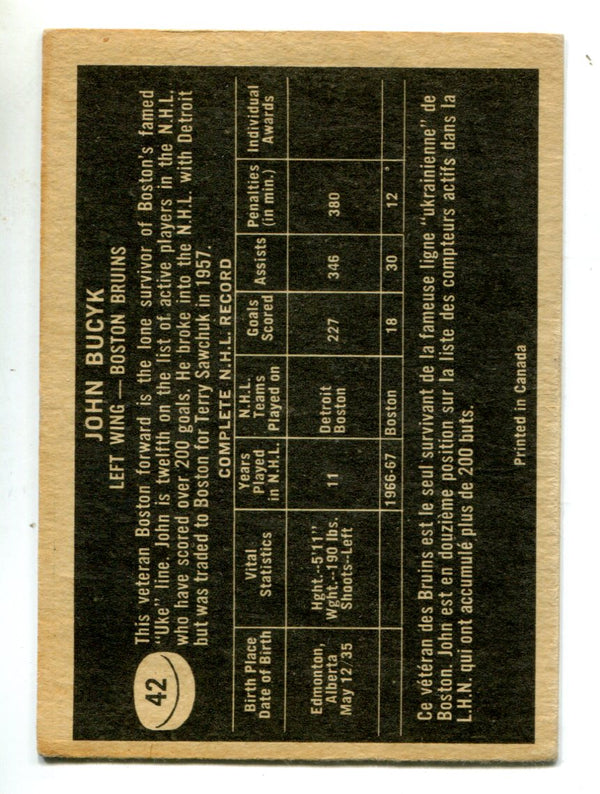 42
JOHN BUCYK
LEFT WING — BOSTON BRUINS
This veteran Boston forward is the lone survivor of Boston's famed
"Uke" line. John is twelfth on the list of active players in the N.H.L.
who have scored over 200 goals. He broke into the N.H.L. with Detroit
but was traded to Boston for Terry Sawchuk in 1957.
COMPLETE N.H.L. RECORD
Birth Place Date of Birth | Vital Statistics | Years Played in N.H.L. | N.H.L. Teams Played on | Goals Scored | Assists | Penalties (in min.) | Individual Awards
Edmonton, Alberta May 12/35 | Hght.--5'11" Wght.--190 lbs. Shoots--Left | 11 | Detroit Boston | 227 | 346 | 380
1966-67 | Boston | 18 | 30 | 12
Ce vétéran des Bruins est le seul survivant de la fameuse ligne "ukrainienne" de
Boston. John est en douzième position sur la liste des compteurs actifs dans la
L.H.N. qui ont accumulé plus de 200 buts.
Printed in Canada